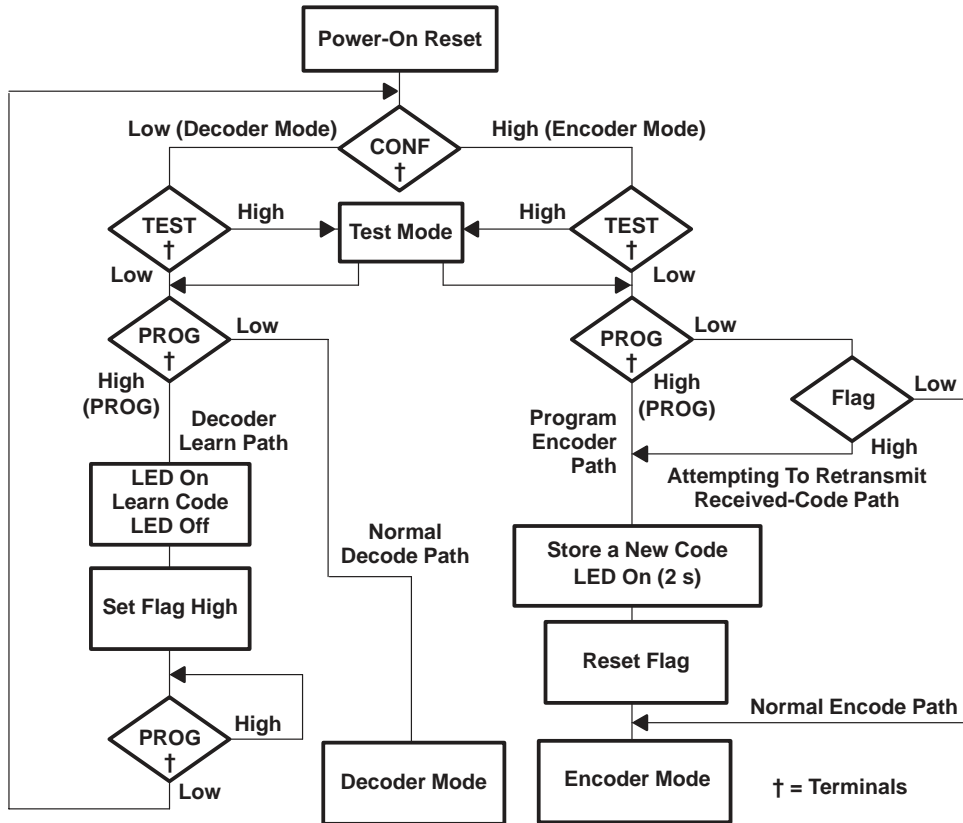 Power-On Reset
Low (Decoder Mode)
High (Encoder Mode)
CONF
†
TEST
†
High
Test Mode
High
TEST
†
Low
Low
PROG
†
Low
High
(PROG)
PROG
†
Low
High
(PROG)
Flag
Low
High
Decoder
Learn Path
Program
Encoder
Path
Attempting To Retransmit
Received-Code Path
LED On
Learn Code
LED Off
Normal
Decode Path
Store a New Code
LED On (2 s)
Set Flag High
Reset Flag
PROG
†
High
Low
Normal Encode Path
Decoder Mode
Encoder Mode
† = Terminals